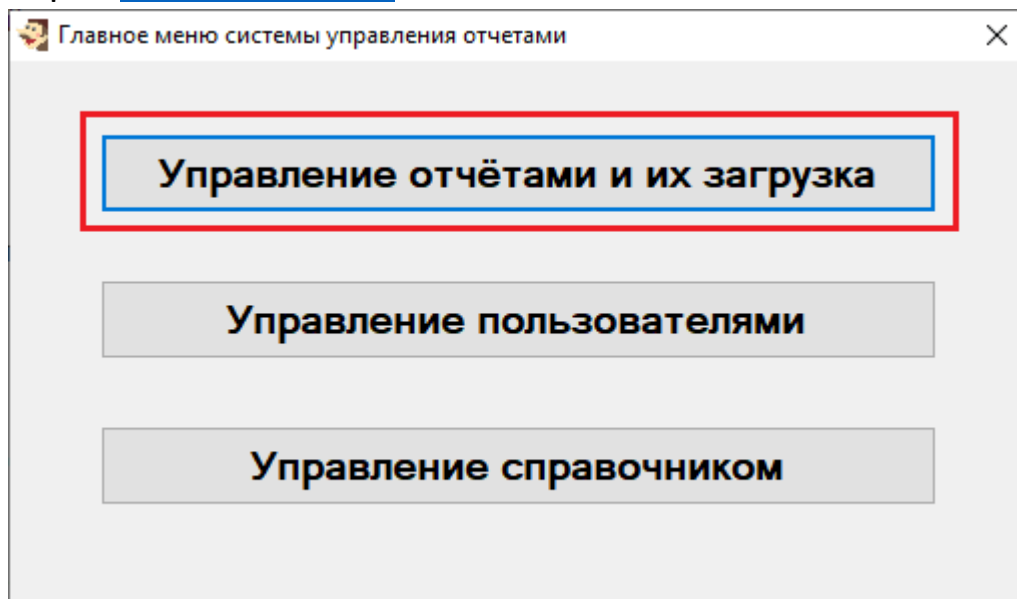 Главное меню системы управления отчетами
Управление отчётами и их загрузка
Управление пользователями
Управление справочником